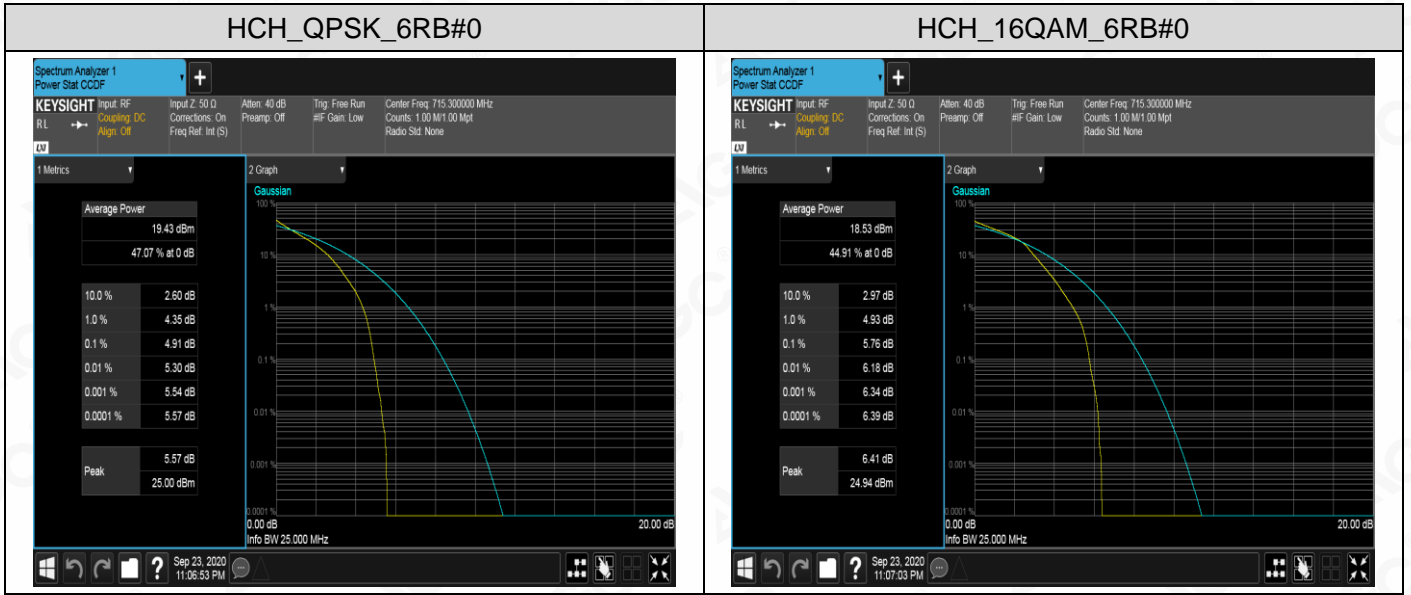 HCH_QPSK_6RB#0
Spectrum Analyzer 1
Power Stat CCDF
+
KEYSIGHT Input: RF Input Z: 50 Ω Atten: 40 dB Trig: Free Run Center Freq: 715.300000 MHz
RL Coupling: DC Corrections: On Preamp: Off #IF Gain: Low Counts: 1.00 M/1.00 Mpt
Align: Off Freq Ref: Int (S) Radio Std: None
LXI
1 Metrics
Average Power
19.43 dBm
47.07 % at 0 dB
10.0 % 2.60 dB
1.0 % 4.35 dB
0.1 % 4.91 dB
0.01 % 5.30 dB
0.001 % 5.54 dB
0.0001 % 5.57 dB
Peak 5.57 dB
25.00 dBm
2 Graph
Gaussian
100 %
10 %
1 %
0.1 %
0.01 %
0.001 %
0.0001 %
0.00 dB 20.00 dB
Info BW 25.000 MHz
? Sep 23, 2020
11:06:53 PM
HCH_16QAM_6RB#0
Spectrum Analyzer 1
Power Stat CCDF
+
KEYSIGHT Input: RF Input Z: 50 Ω Atten: 40 dB Trig: Free Run Center Freq: 715.300000 MHz
RL Coupling: DC Corrections: On Preamp: Off #IF Gain: Low Counts: 1.00 M/1.00 Mpt
Align: Off Freq Ref: Int (S) Radio Std: None
LXI
1 Metrics
Average Power
18.53 dBm
44.91 % at 0 dB
10.0 % 2.97 dB
1.0 % 4.93 dB
0.1 % 5.76 dB
0.01 % 6.18 dB
0.001 % 6.34 dB
0.0001 % 6.39 dB
Peak 6.41 dB
24.94 dBm
2 Graph
Gaussian
100 %
10 %
1 %
0.1 %
0.01 %
0.001 %
0.0001 %
0.00 dB 20.00 dB
Info BW 25.000 MHz
? Sep 23, 2020
11:07:03 PM